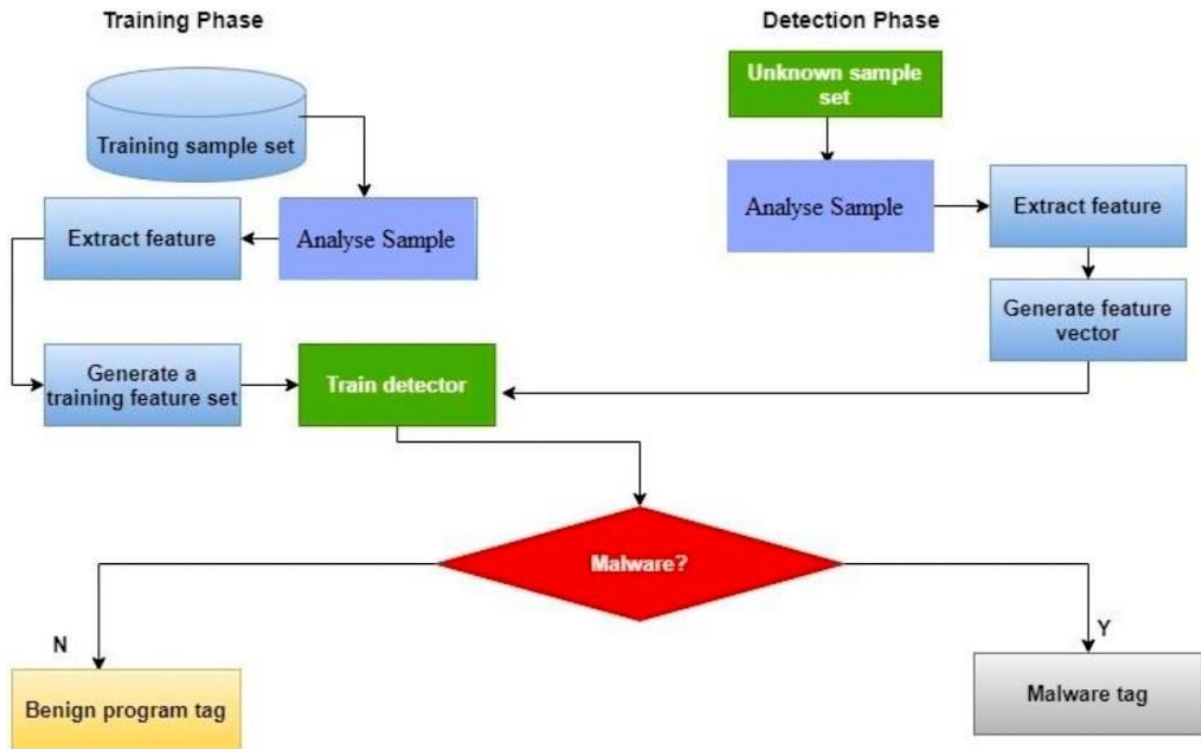 Training Phase
Detection Phase
Training sample set
Unknown sample
set
Analyse Sample
Extract feature
Analyse Sample
Extract feature
Generate feature
vector
Generate a
training feature set
Train detector
Malware?
N
Y
Benign program tag
Malware tag